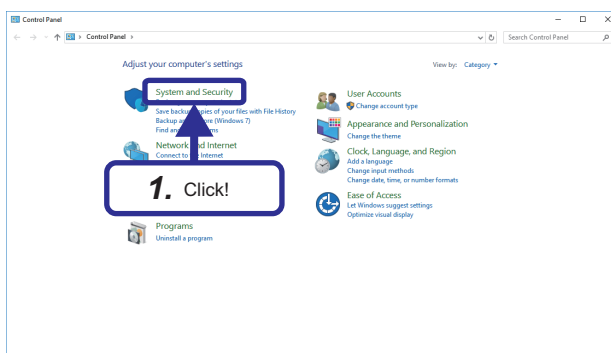 Control Panel
Control Panel
Search Control Panel
Adjust your computer's settings
View by: Category
System and Security
Save backup copies of your files with File History
Backup and Restore (Windows 7)
Find and
Network and Internet
Connect to the Internet
1. Click!
Programs
Uninstall a program
User Accounts
Change account type
Appearance and Personalization
Change the theme
Clock, Language, and Region
Add a language
Change input methods
Change date, time, or number formats
Ease of Access
Let Windows suggest settings
Optimize visual display